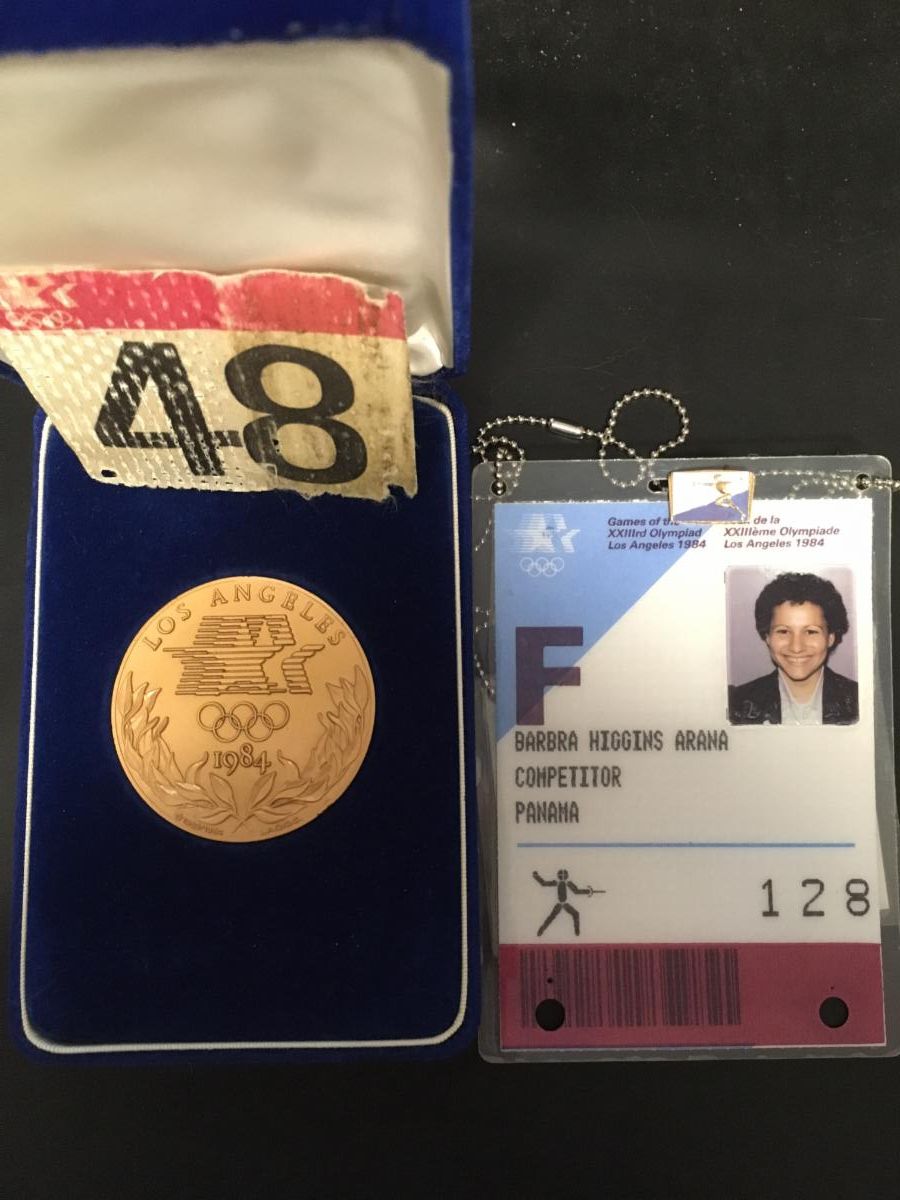 48
LOS ANGELES
1984
Games of the
XXIIIrd Olympiad
Los Angeles 1984
de la
XXIIIème Olympiade
Los Angeles 1984
F
BARBRA HIGGINS ARANA
COMPETITOR
PANAMA
128